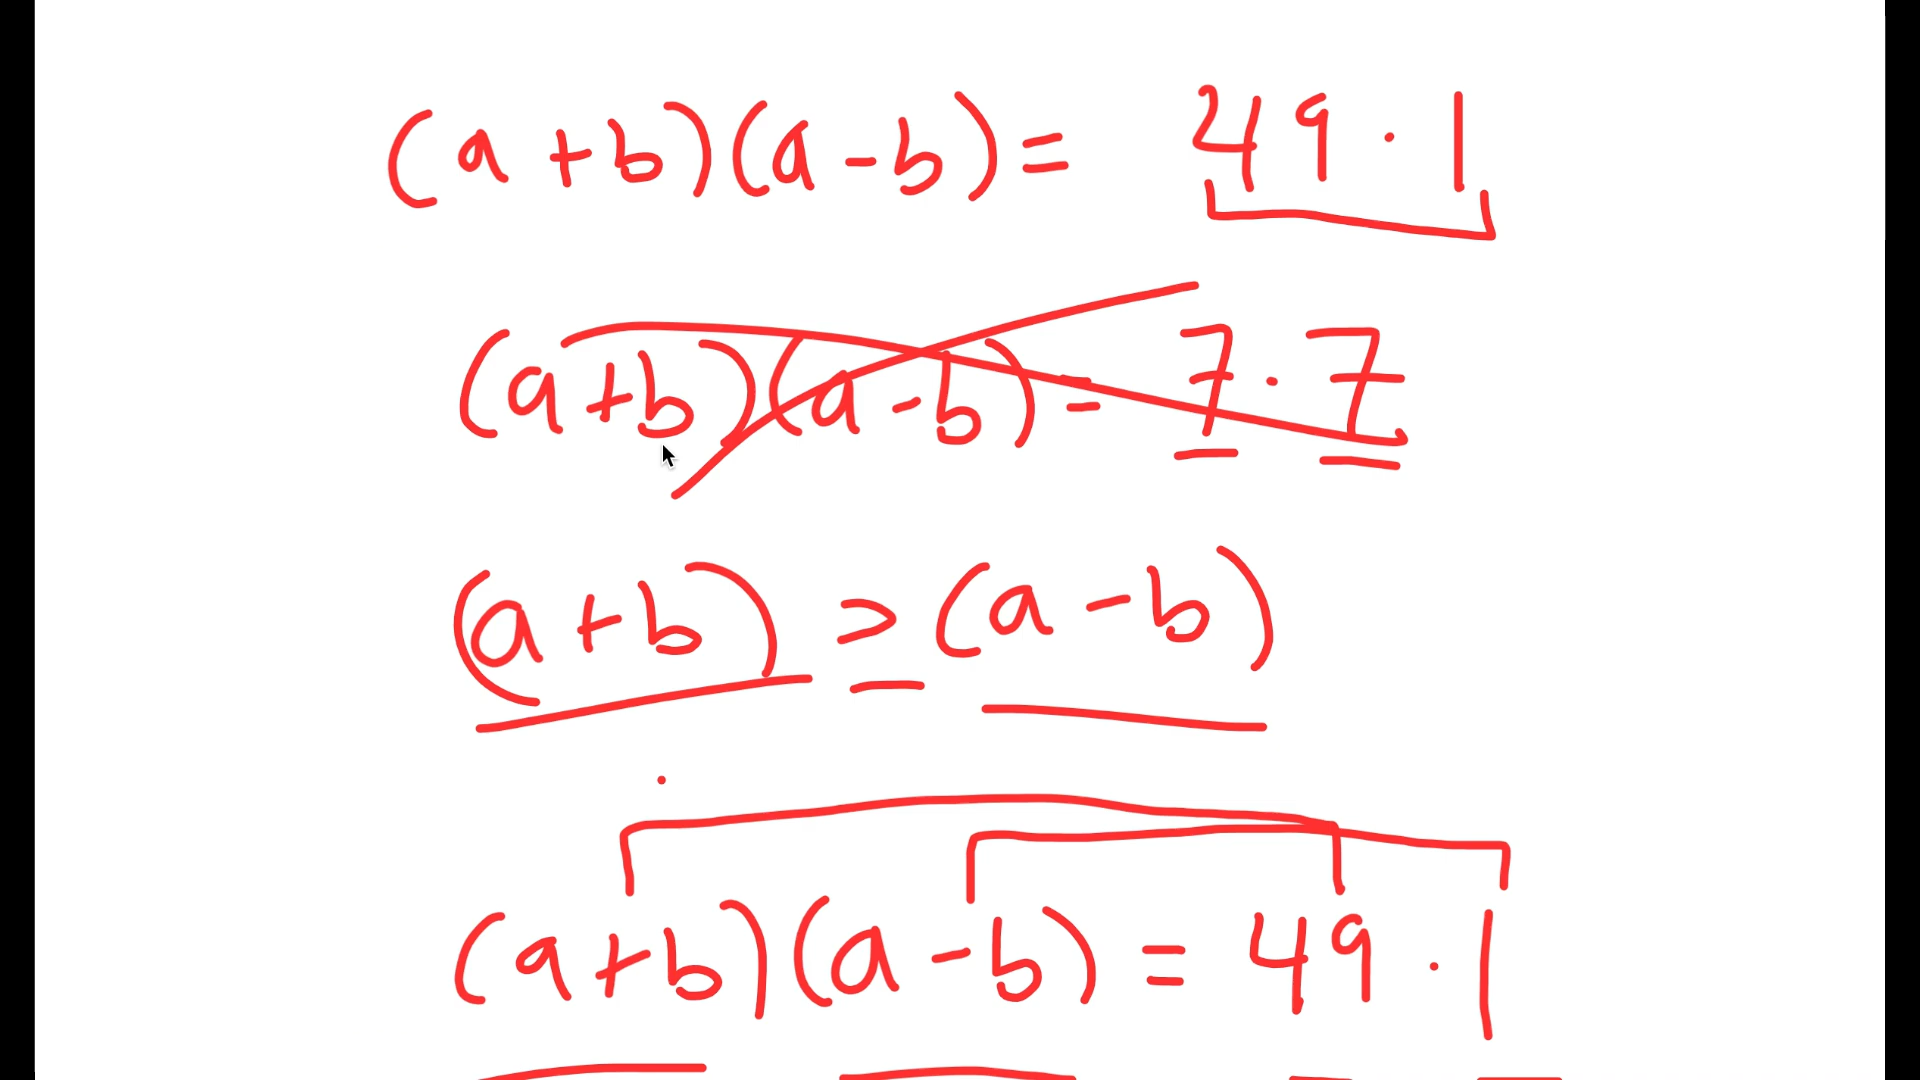 (a+b)(a-b)= 49·1
(a+b)(a-b)= 7·7
(a+b) > (a-b)
(a+b)(a-b) = 49·1